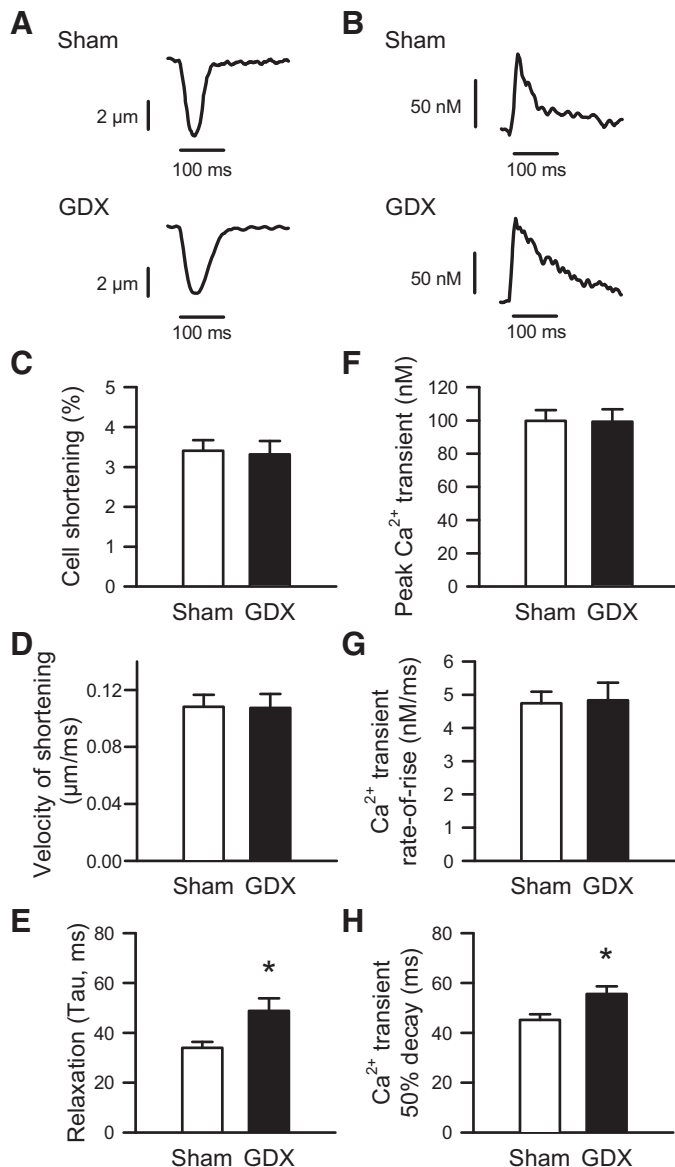 A
Sham
2 µm
100 ms
GDX
2 µm
100 ms
B
Sham
50 nM
100 ms
GDX
50 nM
100 ms
C
Cell shortening (%)
5
4
3
2
1
0
Sham GDX
F
Peak Ca²⁺ transient (nM)
120
100
80
60
40
20
0
Sham GDX
D
Velocity of shortening
(µm/ms)
0.12
0.08
0.04
0.00
Sham GDX
G
Ca²⁺ transient
rate-of-rise (nM/ms)
6
5
4
3
2
1
0
Sham GDX
E
Relaxation (Tau, ms)
80
60
40
20
0
*
Sham GDX
H
Ca²⁺ transient
50% decay (ms)
80
60
40
20
0
*
Sham GDX